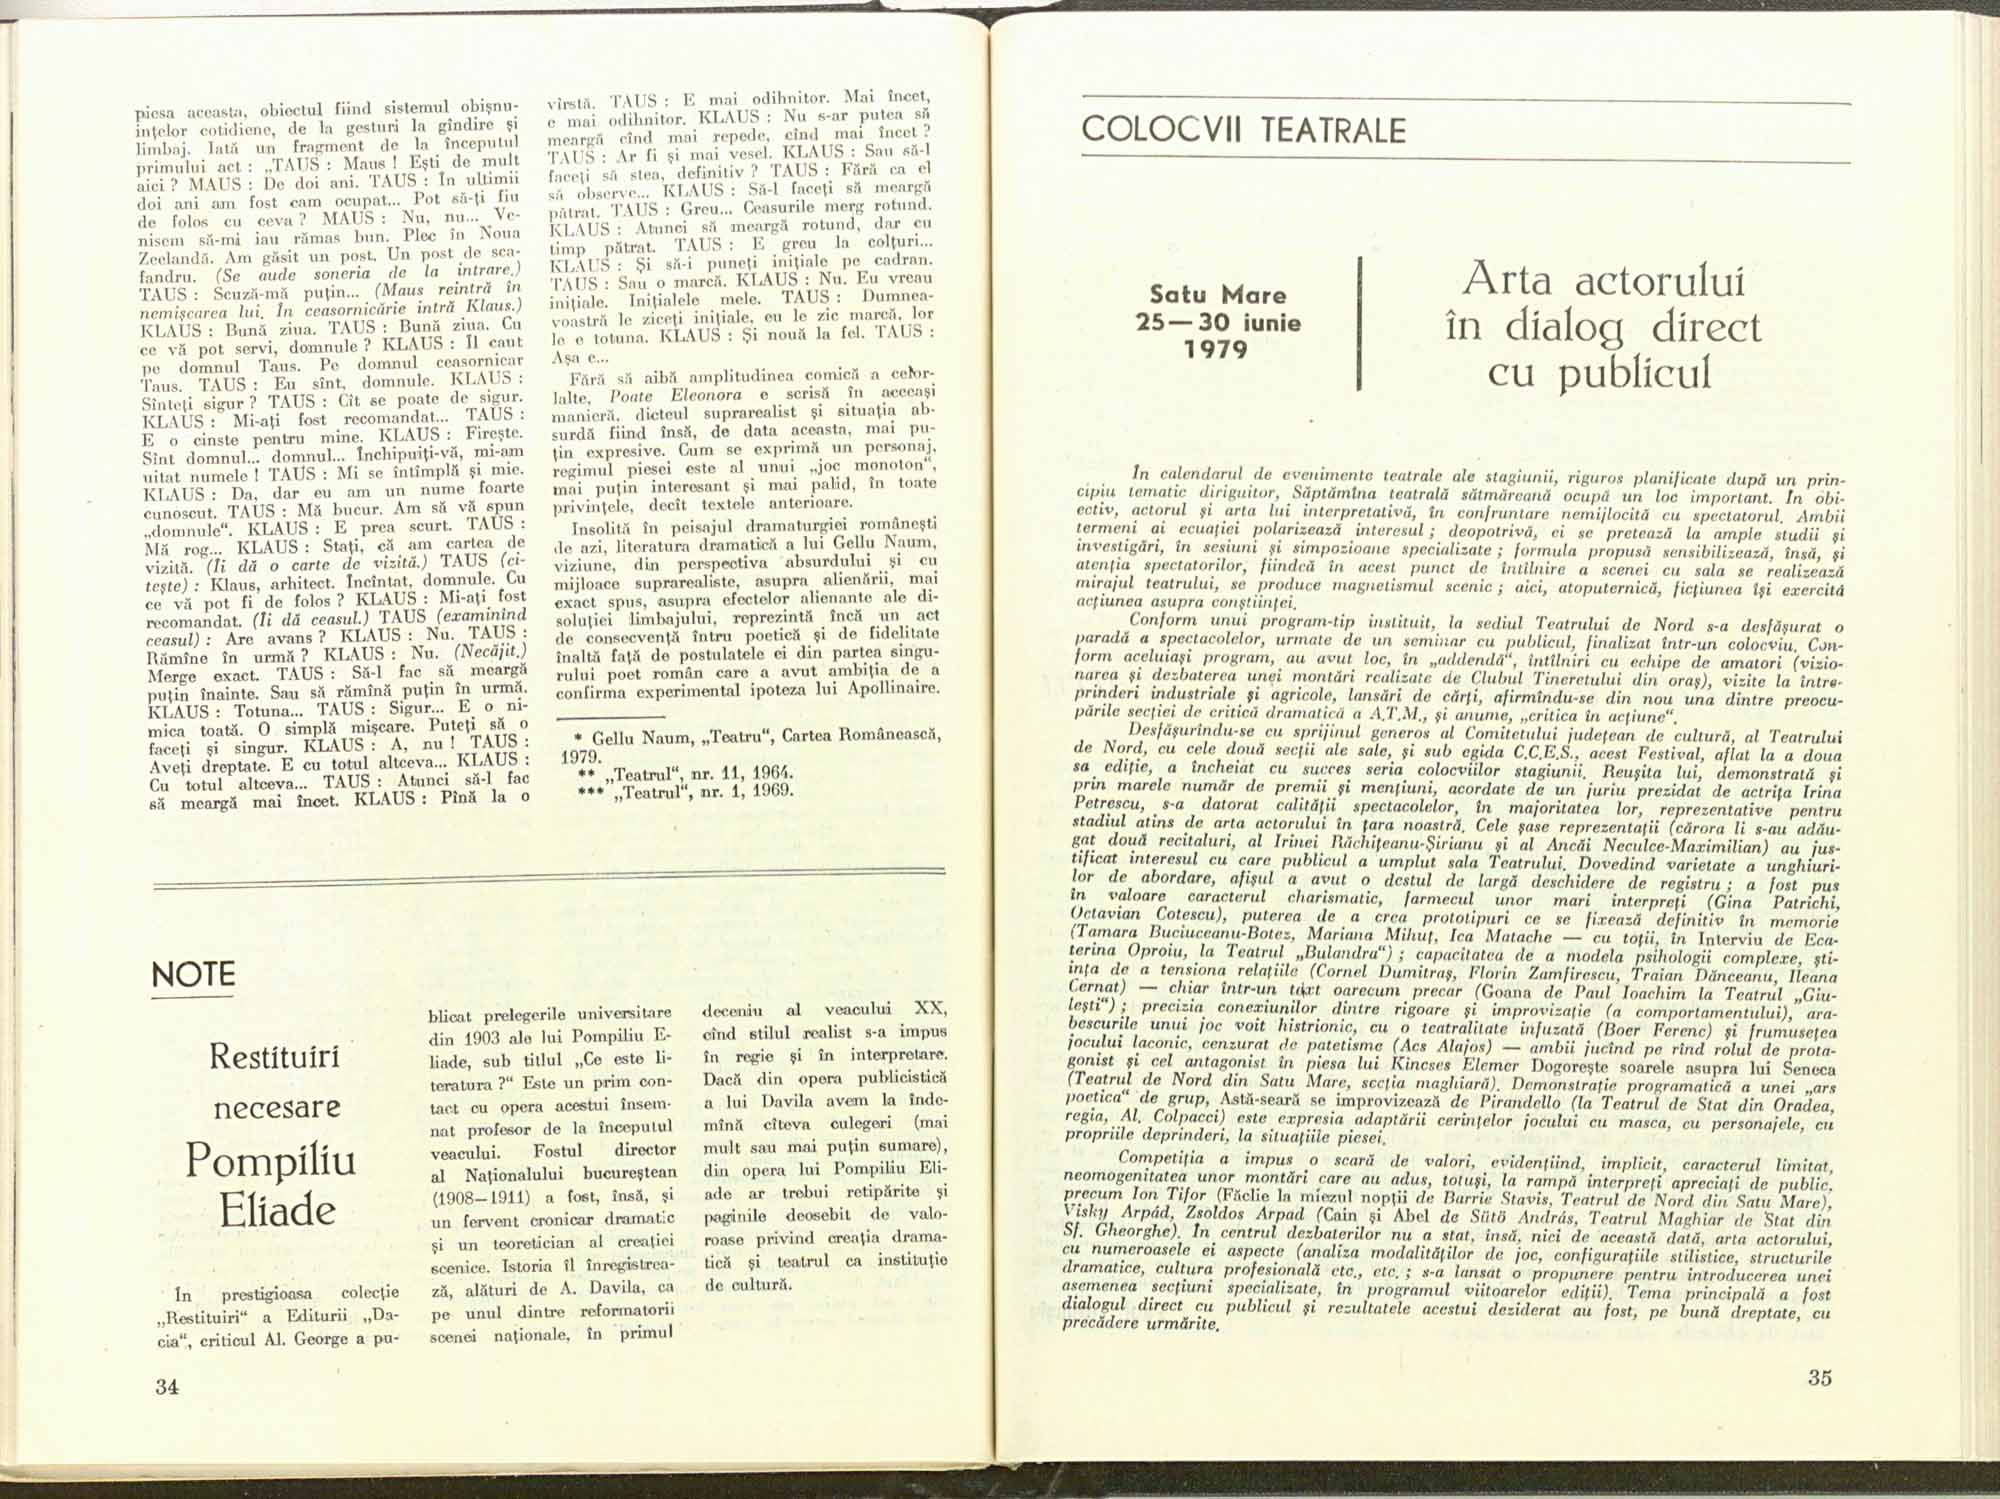 piesa aceasta, obiectul fiind sistemul obișnu-
ințelor cotidiene, de la gesturi la gîndire și
limbaj. Iată un fragment de la începutul
primului act : „TAUS : Maus ! Ești de mult
aici ? MAUS : De doi ani. TAUS : In ultimii
doi ani am fost cam ocupat... Pot să-ți fiu
de folos cu ceva ? MAUS : Nu, nu... Ve-
nisem să-mi iau rămas bun. Plec în Noua
Zeelandă. Am găsit un post. Un post de sca-
fandru. (Se aude soneria de la intrare.)
TAUS : Scuză-mă puțin... (Maus reintră în
nemișcarea lui. În ceasornicărie intră Klaus.)
KLAUS : Bună ziua. TAUS : Bună ziua. Cu
ce vă pot servi, domnule ? KLAUS : Îl caut
pe domnul Taus. Pe domnul ceasornicar
Taus. TAUS : Eu sînt, domnule. KLAUS :
Sînteți sigur ? TAUS : Cît se poate de sigur.
KLAUS : Mi-ați fost recomandat... TAUS :
E o cinste pentru mine. KLAUS : Firește.
Sînt domnul... domnul... Închipuiți-vă, mi-am
uitat numele ! TAUS : Mi se întîmplă și mie.
KLAUS : Da, dar eu am un nume foarte
cunoscut. TAUS : Mă bucur. Am să vă spun
„domnule“. KLAUS : E prea scurt. TAUS :
Mă rog... KLAUS : Stați, că am cartea de
vizită. (Ii dă o carte de vizită.) TAUS (ci-
tește) : Klaus, arhitect. Încîntat, domnule. Cu
ce vă pot fi de folos ? KLAUS : Mi-ați fost
recomandat. (Ii dă ceasul.) TAUS (examinînd
ceasul) : Are avans ? KLAUS : Nu. TAUS :
Rămîne în urmă ? KLAUS : Nu. (Necăjit.)
Merge exact. TAUS : Să-l fac să meargă
puțin înainte. Sau să rămînă puțin în urmă.
KLAUS : Totuna... TAUS : Sigur... E o ni-
mica toată. O simplă mișcare. Puteți să o
faceți și singur. KLAUS : A, nu ! TAUS :
Aveți dreptate. E cu totul altceva... KLAUS :
Cu totul altceva... TAUS : Atunci să-l fac
să meargă mai încet. KLAUS : Pînă la o
vîrstă. TAUS : E mai odihnitor. Mai încet,
e mai odihnitor. KLAUS : Nu s-ar putea să
meargă cînd mai repede, cînd mai încet ?
TAUS : Ar fi și mai vesel. KLAUS : Sau să-l
faceți să stea, definitiv ? TAUS : Fără ca el
să observe... KLAUS : Să-l faceți să meargă
pătrat. TAUS : Greu... Ceasurile merg rotund.
KLAUS : Atunci să meargă rotund, dar cu
timp pătrat. TAUS : E greu la colțuri...
KLAUS : Și să-i puneți inițiale pe cadran.
TAUS : Sau o marcă. KLAUS : Nu. Eu vreau
inițiale. Inițialele mele. TAUS : Dumnea-
voastră le ziceți inițiale, eu le zic marcă, lor
le e totuna. KLAUS : Și nouă la fel. TAUS :
Așa e...
Fără să aibă amplitudinea comică a celor-
lalte, Poate Eleonora e scrisă în aceeași
manieră, dicteul suprarealist și situația ab-
surdă fiind însă, de data aceasta, mai pu-
țin expresive. Cum se exprimă un personaj,
regimul piesei este al unui „joc monoton“,
mai puțin interesant și mai palid, în toate
privințele, decît textele anterioare.
Insolită în peisajul dramaturgiei românești
de azi, literatura dramatică a lui Gellu Naum,
viziune, din perspectiva absurdului și cu
mijloace suprarealiste, asupra alienării, mai
exact spus, asupra efectelor alienante ale di-
soluției limbajului, reprezintă încă un act
de consecvență întru poetică și de fidelitate
înaltă față de postulatele ei din partea singu-
rului poet român care a avut ambiția de a
confirma experimental ipoteza lui Apollinaire.
* Gellu Naum, „Teatru“, Cartea Românească,
1979.
** „Teatrul“, nr. 11, 1964.
*** „Teatrul“, nr. 1, 1969.
NOTE
Restituiri
necesare
Pompiliu
Eliade
In prestigioasa colecție
„Restituiri“ a Editurii „Da-
cia“, criticul Al. George a pu-
blicat prelegerile universitare
din 1903 ale lui Pompiliu E-
liade, sub titlul „Ce este li-
teratura ?“ Este un prim con-
tact cu opera acestui însem-
nat profesor de la începutul
veacului. Fostul director
al Naționalului bucureștean
(1908—1911) a fost, însă, și
un fervent cronicar dramatic
și un teoretician al creației
scenice. Istoria îl înregistrea-
ză, alături de A. Davila, ca
pe unul dintre reformatorii
scenei naționale, în primul
deceniu al veacului XX,
cînd stilul realist s-a impus
în regie și în interpretare.
Dacă din opera publicistică
a lui Davila avem la înde-
mînă cîteva culegeri (mai
mult sau mai puțin sumare),
din opera lui Pompiliu Eli-
ade ar trebui retipărite și
paginile deosebit de valo-
roase privind creația drama-
tică și teatrul ca instituție
de cultură.
34
COLOCVII TEATRALE
Satu Mare
25—30 iunie
1979
Arta actorului
în dialog direct
cu publicul
In calendarul de evenimente teatrale ale stagiunii, riguros planificate după un prin-
cipiu tematic diriguitor, Săptămîna teatrală sătmăreană ocupă un loc important. In obi-
ectiv, actorul și arta lui interpretativă, în confruntare nemijlocită cu spectatorul. Ambii
termeni ai ecuației polarizează interesul ; deopotrivă, ei se pretează la ample studii și
investigări, în sesiuni și simpozioane specializate ; formula propusă sensibilizează, însă, și
atenția spectatorilor, fiindcă în acest punct de întîlnire a scenei cu sala se realizează
mirajul teatrului, se produce magnetismul scenic ; aici, atoputernică, ficțiunea își exercită
acțiunea asupra conștiinței.
Conform unui program-tip instituit, la sediul Teatrului de Nord s-a desfășurat o
paradă a spectacolelor, urmate de un seminar cu publicul, finalizat într-un colocviu. Con-
form aceluiași program, au avut loc, în „addendă“, întîlniri cu echipe de amatori (vizio-
narea și dezbaterea unei montări realizate de Clubul Tineretului din oraș), vizite la între-
prinderi industriale și agricole, lansări de cărți, afirmîndu-se din nou una dintre preocu-
pările secției de critică dramatică a A.T.M., și anume, „critica în acțiune“.
Desfășurîndu-se cu sprijinul generos al Comitetului județean de cultură, al Teatrului
de Nord, cu cele două secții ale sale, și sub egida C.C.E.S., acest Festival, aflat la a doua
sa ediție, a încheiat cu succes seria colocviilor stagiunii. Reușita lui, demonstrată și
prin marele număr de premii și mențiuni, acordate de un juriu prezidat de actrița Irina
Petrescu, s-a datorat calității spectacolelor, în majoritatea lor, reprezentative pentru
stadiul atins de arta actorului în țara noastră. Cele șase reprezentații (cărora li s-au adău-
gat două recitaluri, al Irinei Răchițeanu-Șirianu și al Ancăi Neculce-Maximilian) au jus-
tificat interesul cu care publicul a umplut sala Teatrului. Dovedind varietate a unghiuri-
lor de abordare, afișul a avut o destul de largă deschidere de registru ; a fost pus
în valoare caracterul charismatic, farmecul unor mari interpreți (Gina Patrichi,
Octavian Cotescu), puterea de a crea prototipuri ce se fixează definitiv în memorie
(Tamara Buciuceanu-Botez, Mariana Mihuț, Ica Matache — cu toții, în Interviu de Eca-
terina Oproiu, la Teatrul „Bulandra“) ; capacitatea de a modela psihologii complexe, ști-
ința de a tensiona relațiile (Cornel Dumitraș, Florin Zamfirescu, Traian Dănceanu, Ileana
Cernat) — chiar într-un text oarecum precar (Goana de Paul Ioachim la Teatrul „Giu-
lești“) ; precizia conexiunilor dintre rigoare și improvizație (a comportamentului), ara-
bescurile unui joc voit histrionic, cu o teatralitate infuzată (Boer Ferenc) și frumusețea
jocului laconic, cenzurat de patetisme (Acs Alajos) — ambii jucînd pe rînd rolul de prota-
gonist și cel antagonist în piesa lui Kincses Elemer Dogorește soarele asupra lui Seneca
(Teatrul de Nord din Satu Mare, secția maghiară). Demonstrație programatică a unei „ars
poetica“ de grup, Astă-seară se improvizează de Pirandello (la Teatrul de Stat din Oradea,
regia, Al. Colpacci) este expresia adaptării cerințelor jocului cu masca, cu personajele, cu
propriile deprinderi, la situațiile piesei.
Competiția a impus o scară de valori, evidențiind, implicit, caracterul limitat,
neomogenitatea unor montări care au adus, totuși, la rampă interpreți apreciați de public,
precum Ion Tifor (Făclie la miezul nopții de Barrie Stavis, Teatrul de Nord din Satu Mare),
Visky Arpád, Zsoldos Arpad (Cain și Abel de Sütö András, Teatrul Maghiar de Stat din
Sf. Gheorghe). In centrul dezbaterilor nu a stat, însă, nici de această dată, arta actorului,
cu numeroasele ei aspecte (analiza modalităților de joc, configurațiile stilistice, structurile
dramatice, cultura profesională etc., etc. ; s-a lansat o propunere pentru introducerea unei
asemenea secțiuni specializate, în programul viitoarelor ediții). Tema principală a fost
dialogul direct cu publicul și rezultatele acestui deziderat au fost, pe bună dreptate, cu
precădere urmărite.
35